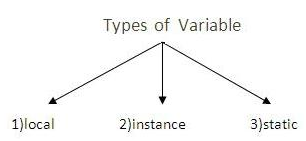 Types of Variable
1)local 2)instance 3)static